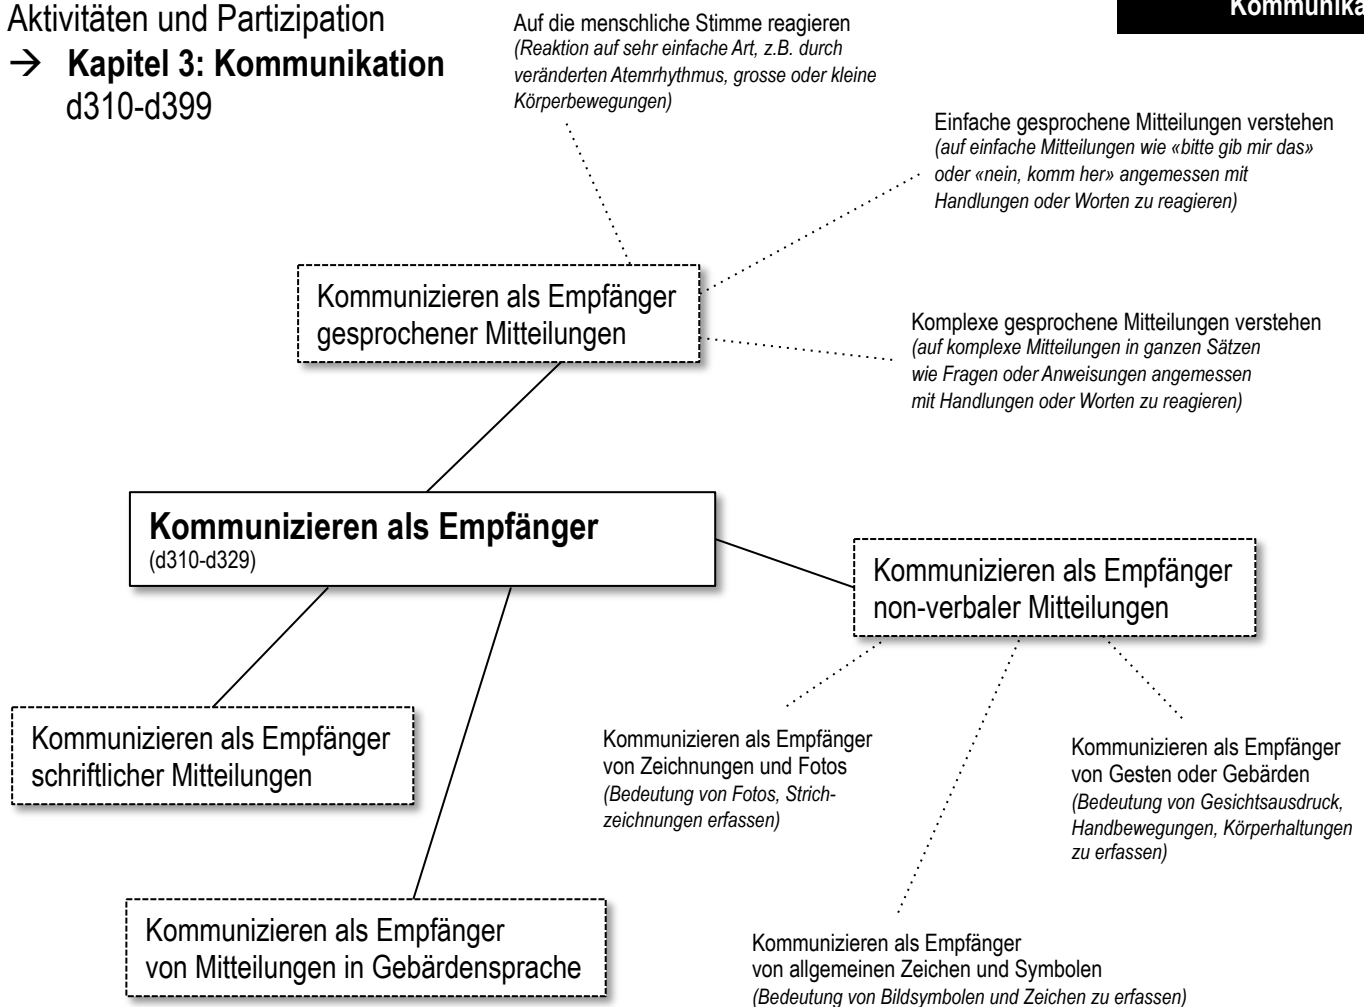 Aktivitäten und Partizipation
→ Kapitel 3: Kommunikation
d310-d399
Auf die menschliche Stimme reagieren
(Reaktion auf sehr einfache Art, z.B. durch
veränderten Atemrhythmus, grosse oder kleine
Körperbewegungen)
Einfache gesprochene Mitteilungen verstehen
(auf einfache Mitteilungen wie «bitte gib mir das»
oder «nein, komm her» angemessen mit
Handlungen oder Worten zu reagieren)
Kommunizieren als Empfänger
gesprochener Mitteilungen
Komplexe gesprochene Mitteilungen verstehen
(auf komplexe Mitteilungen in ganzen Sätzen
wie Fragen oder Anweisungen angemessen
mit Handlungen oder Worten zu reagieren)
Kommunizieren als Empfänger
(d310-d329)
Kommunizieren als Empfänger
non-verbaler Mitteilungen
Kommunizieren als Empfänger
schriftlicher Mitteilungen
Kommunizieren als Empfänger
von Zeichnungen und Fotos
(Bedeutung von Fotos, Strich-
zeichnungen erfassen)
Kommunizieren als Empfänger
von Gesten oder Gebärden
(Bedeutung von Gesichtsausdruck,
Handbewegungen, Körperhaltungen
zu erfassen)
Kommunizieren als Empfänger
von Mitteilungen in Gebärdensprache
Kommunizieren als Empfänger
von allgemeinen Zeichen und Symbolen
(Bedeutung von Bildsymbolen und Zeichen zu erfassen)